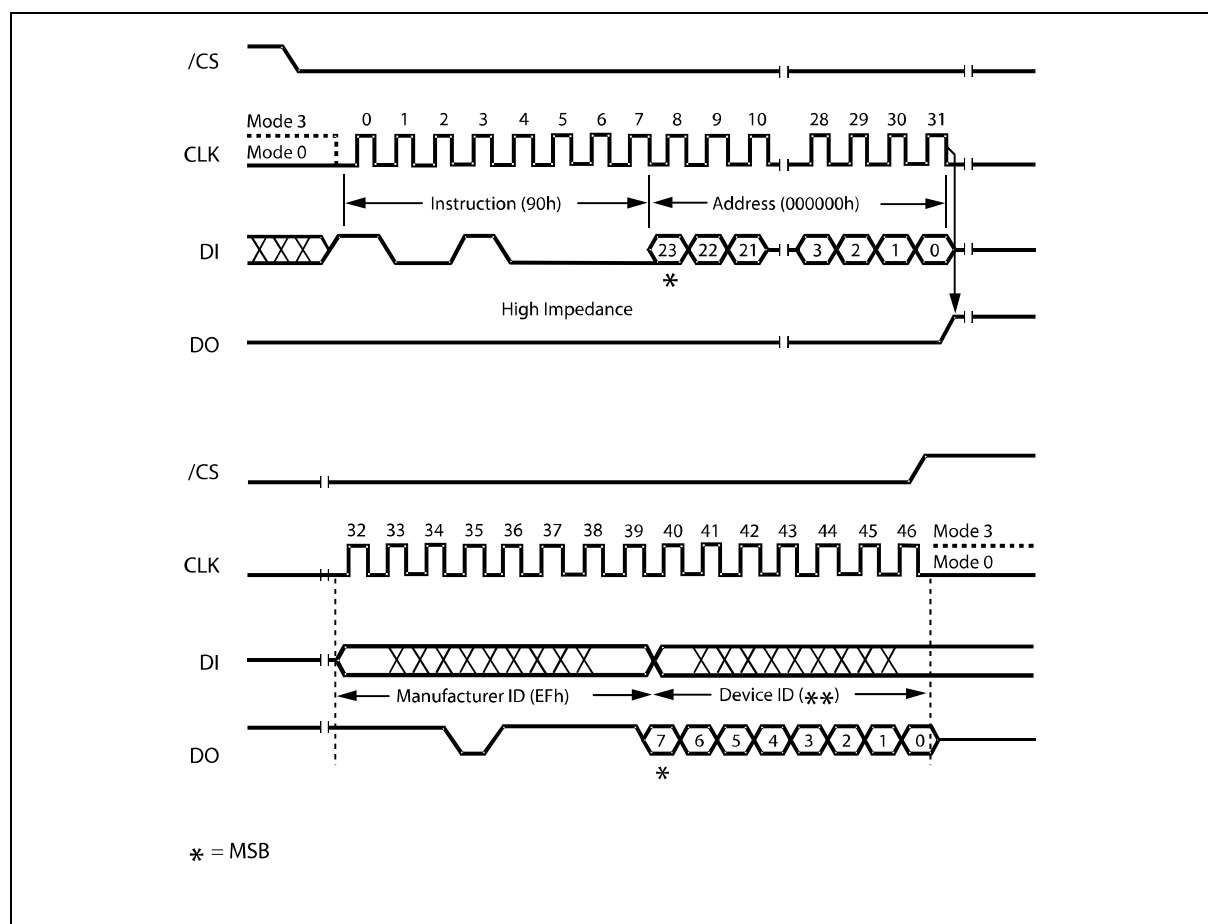 /CS
Mode 3
0 1 2 3 4 5 6 7 8 9 10 28 29 30 31
CLK
Mode 0
Instruction (90h)
Address (000000h)
DI
23 22 21 3 2 1 0
*
High Impedance
DO
/CS
32 33 34 35 36 37 38 39 40 41 42 43 44 45 46
Mode 3
CLK
Mode 0
DI
Manufacturer ID (EFh)
Device ID (**)
DO
7 6 5 4 3 2 1 0
*
* = MSB